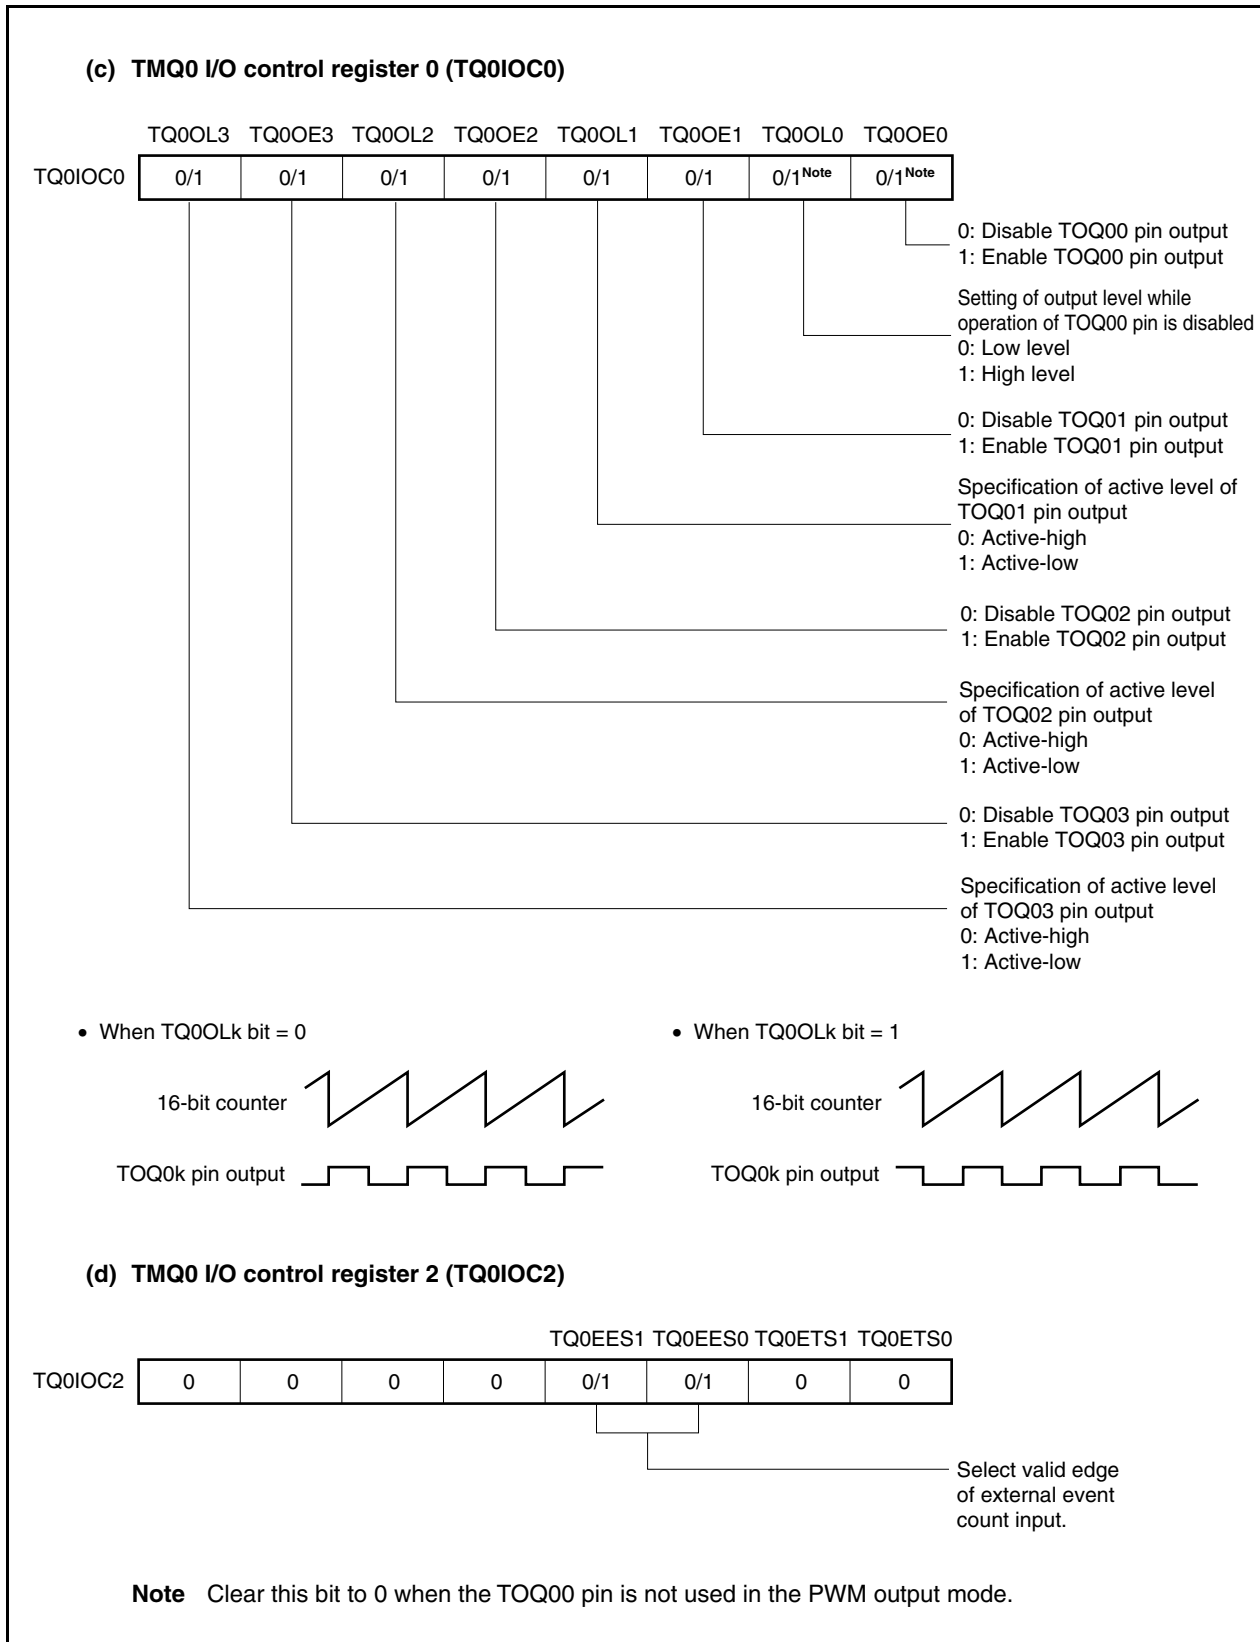 (c) TMQ0 I/O control register 0 (TQ0IOC0)
TQ0OL3 TQ0OE3 TQ0OL2 TQ0OE2 TQ0OL1 TQ0OE1 TQ0OL0 TQ0OE0
TQ0IOC0 0/1 0/1 0/1 0/1 0/1 0/1 0/1Note 0/1Note
0: Disable TOQ00 pin output
1: Enable TOQ00 pin output
Setting of output level while
operation of TOQ00 pin is disabled
0: Low level
1: High level
0: Disable TOQ01 pin output
1: Enable TOQ01 pin output
Specification of active level of
TOQ01 pin output
0: Active-high
1: Active-low
0: Disable TOQ02 pin output
1: Enable TOQ02 pin output
Specification of active level
of TOQ02 pin output
0: Active-high
1: Active-low
0: Disable TOQ03 pin output
1: Enable TOQ03 pin output
Specification of active level
of TOQ03 pin output
0: Active-high
1: Active-low
• When TQ0OLk bit = 0
16-bit counter
TOQ0k pin output
• When TQ0OLk bit = 1
16-bit counter
TOQ0k pin output
(d) TMQ0 I/O control register 2 (TQ0IOC2)
TQ0EES1 TQ0EES0 TQ0ETS1 TQ0ETS0
TQ0IOC2 0 0 0 0 0/1 0/1 0 0
Select valid edge
of external event
count input.
Note Clear this bit to 0 when the TOQ00 pin is not used in the PWM output mode.